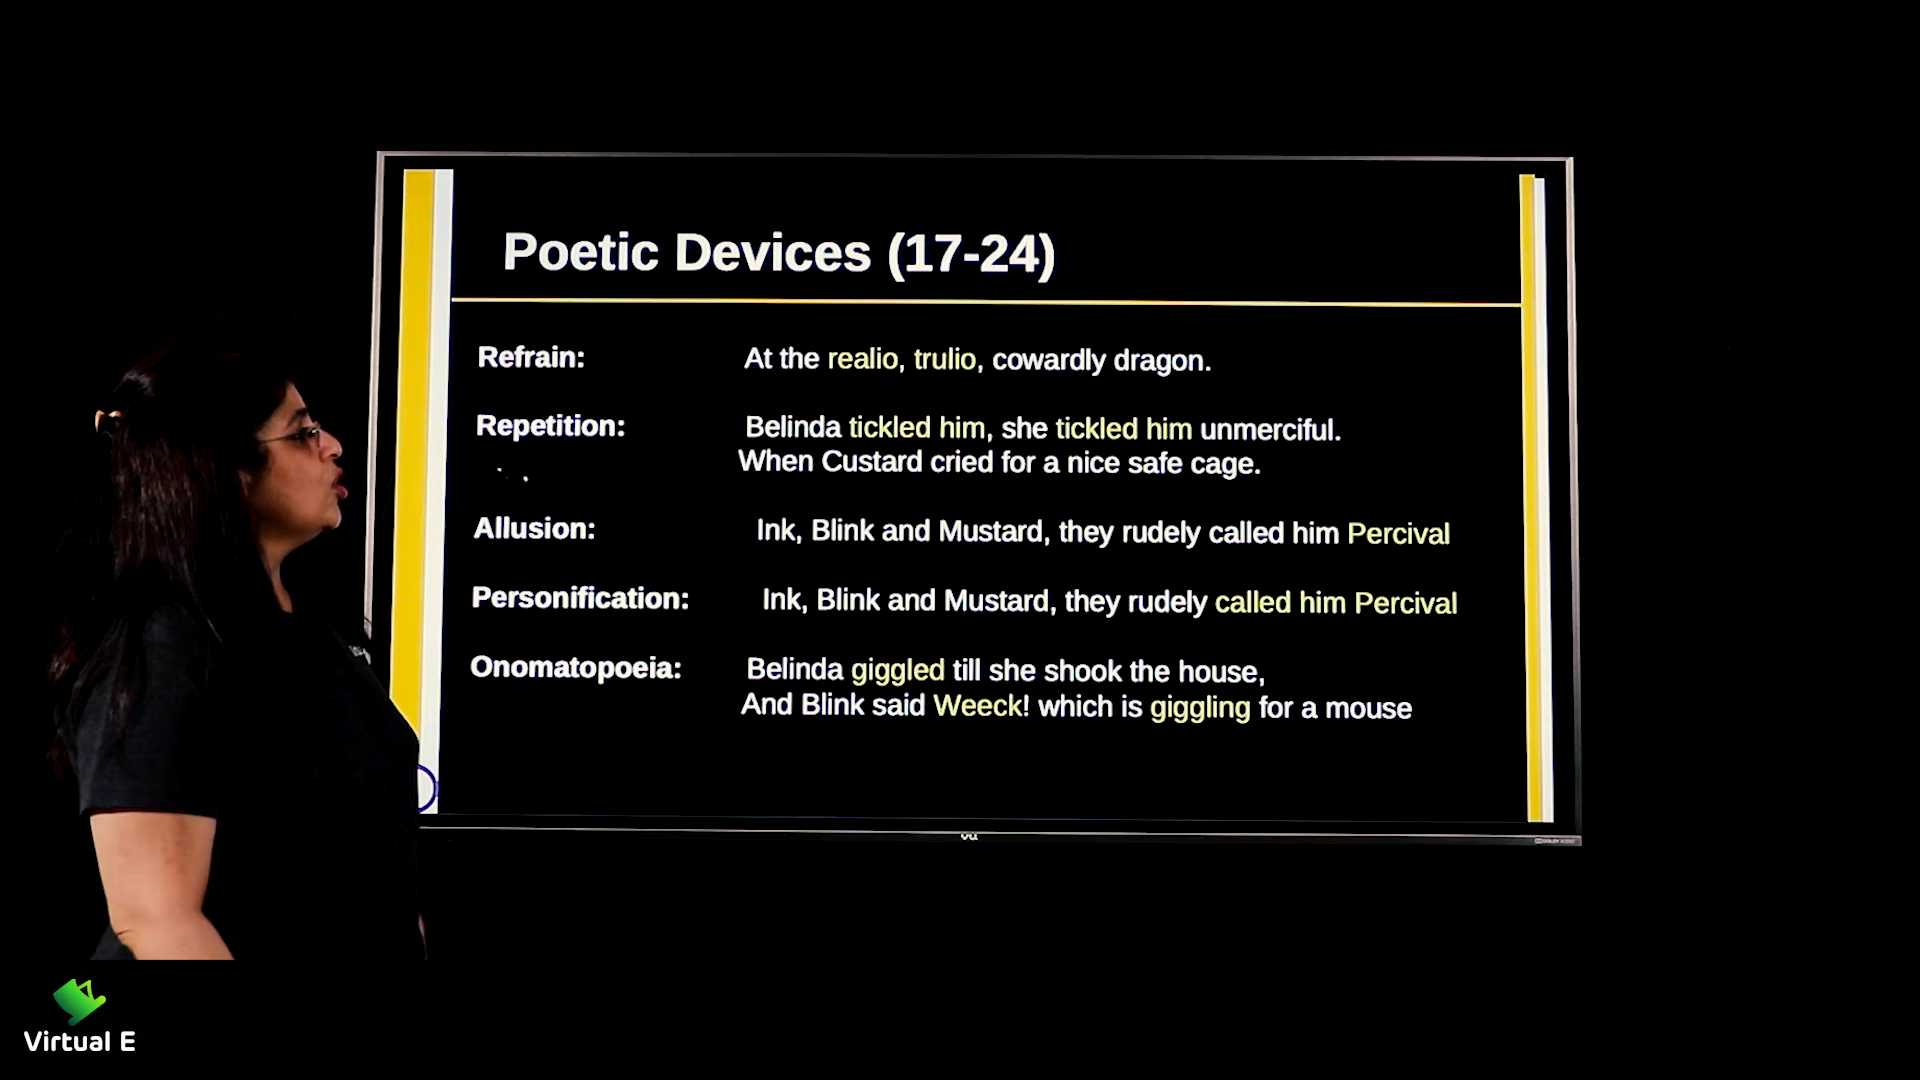 Poetic Devices (17-24)
Refrain: At the realio, trulio, cowardly dragon.
Repetition: Belinda tickled him, she tickled him unmerciful.
When Custard cried for a nice safe cage.
Allusion: Ink, Blink and Mustard, they rudely called him Percival
Personification: Ink, Blink and Mustard, they rudely called him Percival
Onomatopoeia: Belinda giggled till she shook the house,
And Blink said Weeck! which is giggling for a mouse
Virtual E